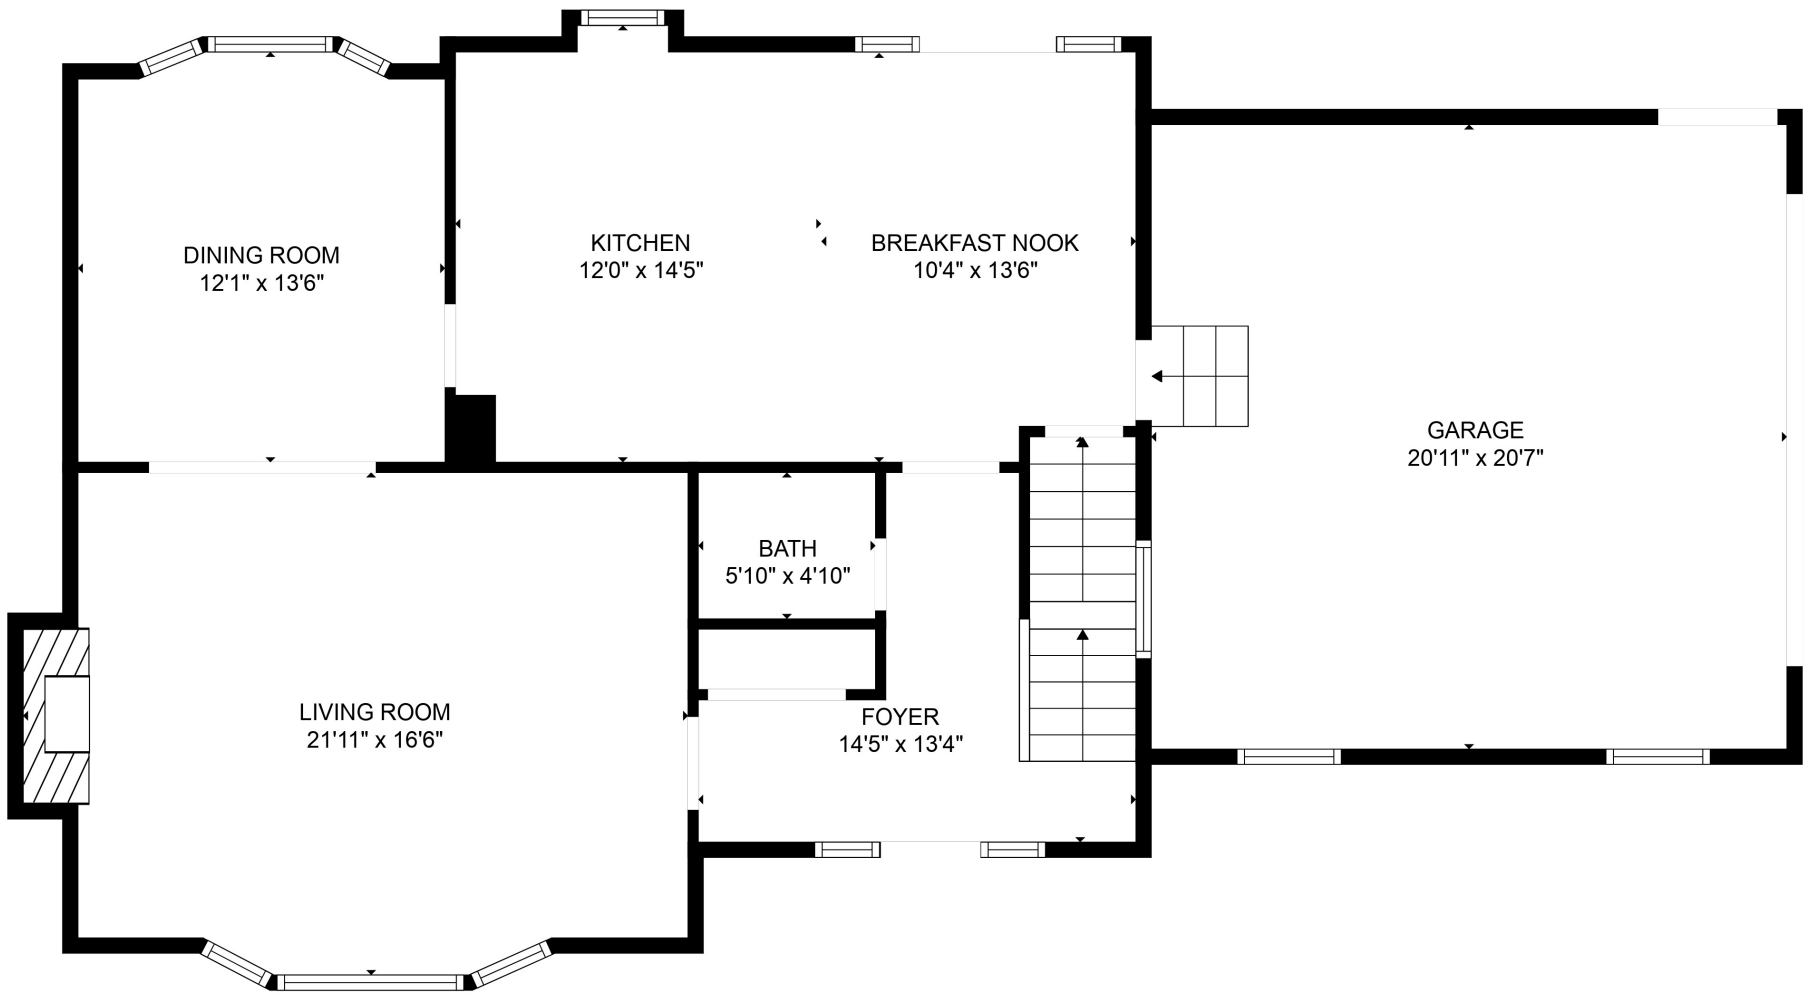 DINING ROOM
12'1" x 13'6"
KITCHEN
12'0" x 14'5"
BREAKFAST NOOK
10'4" x 13'6"
GARAGE
20'11" x 20'7"
BATH
5'10" x 4'10"
LIVING ROOM
21'11" x 16'6"
FOYER
14'5" x 13'4"